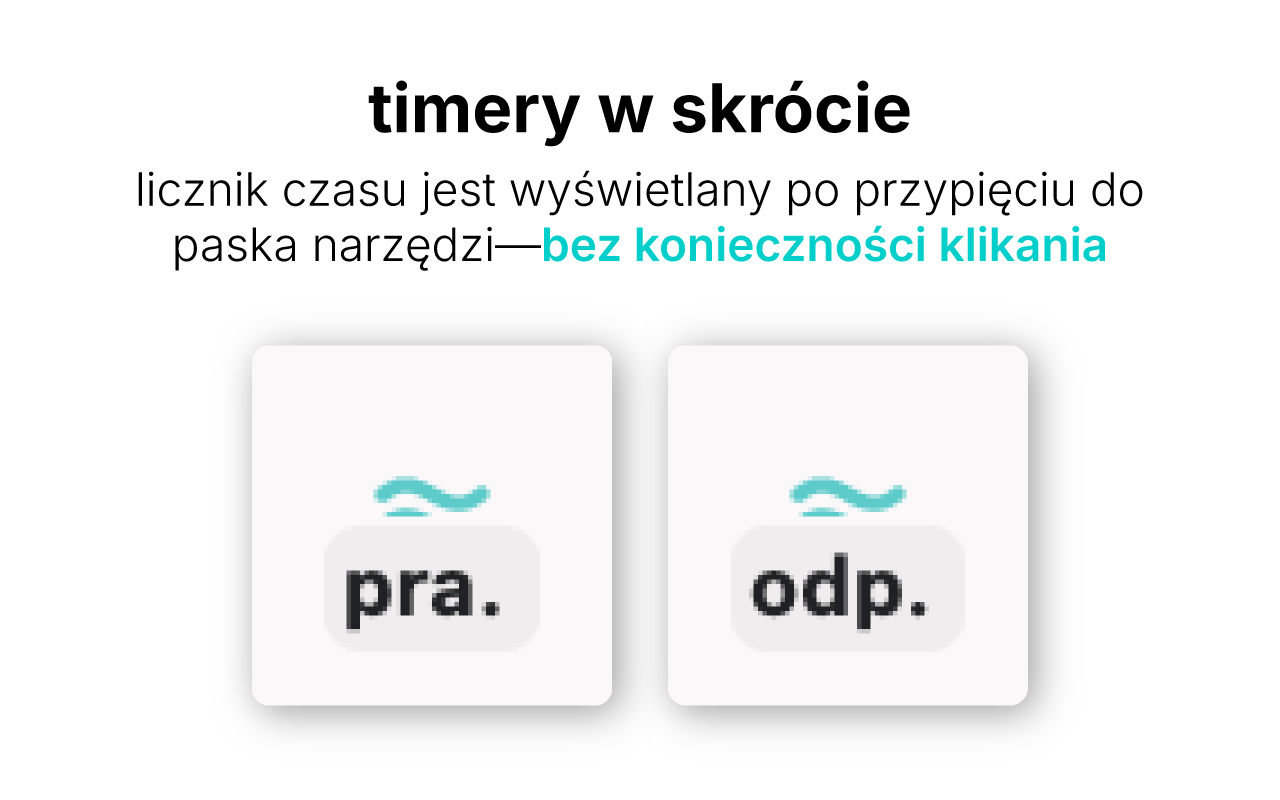 timery w skrócie
licznik czasu jest wyświetlany po przypięciu do
paska narzędzi—bez konieczności klikania
pra.
odp.